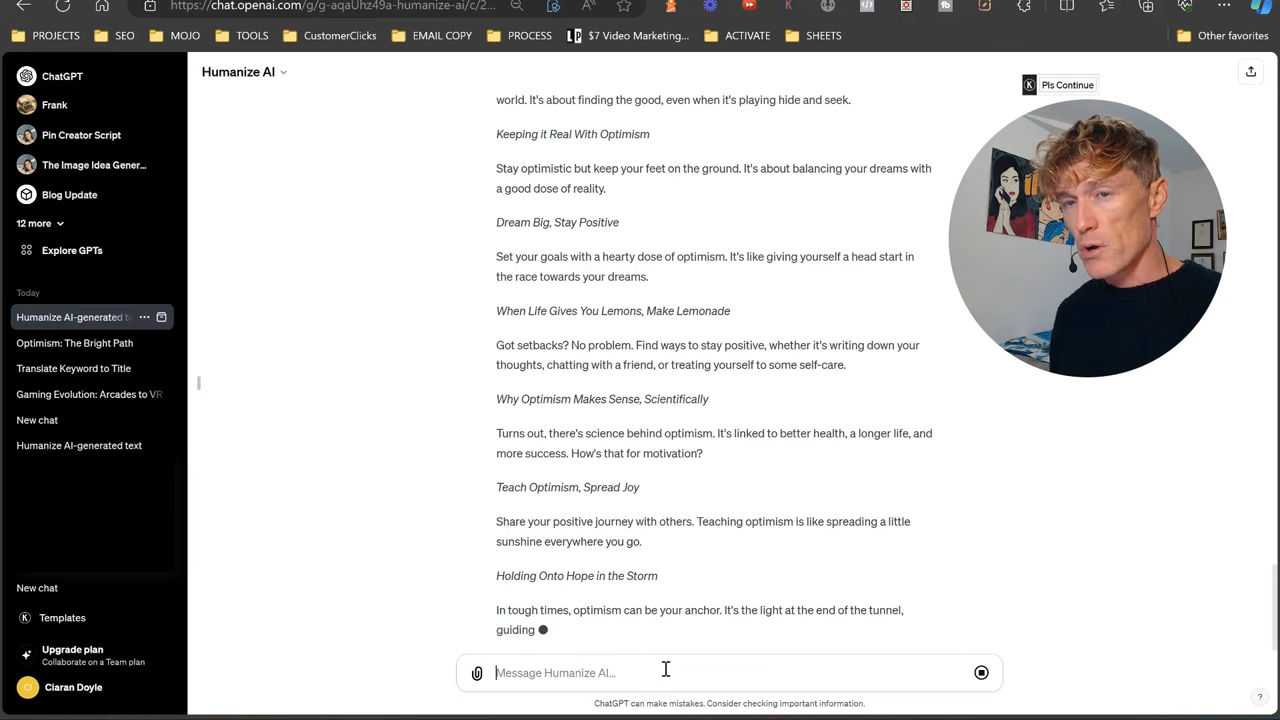 https://chat.openai.com/g/g-aqaUhz49a-humanize-ai/c/2...
PROJECTS
SEO
MOJO
TOOLS
CustomerClicks
EMAIL COPY
PROCESS
$7 Video Marketing...
ACTIVATE
SHEETS
Other favorites
ChatGPT
Frank
Pin Creator Script
The Image Idea Gener...
Blog Update
12 more
Explore GPTs
Today
Humanize AI-generated t
Optimism: The Bright Path
Translate Keyword to Title
Gaming Evolution: Arcades to VR
New chat
Humanize AI-generated text
New chat
Templates
Upgrade plan
Collaborate on a Team plan
Ciaran Doyle
Humanize AI
Pls Continue
world. It's about finding the good, even when it's playing hide and seek.
Keeping it Real With Optimism
Stay optimistic but keep your feet on the ground. It's about balancing your dreams with
a good dose of reality.
Dream Big, Stay Positive
Set your goals with a hearty dose of optimism. It's like giving yourself a head start in
the race towards your dreams.
When Life Gives You Lemons, Make Lemonade
Got setbacks? No problem. Find ways to stay positive, whether it's writing down your
thoughts, chatting with a friend, or treating yourself to some self-care.
Why Optimism Makes Sense, Scientifically
Turns out, there's science behind optimism. It's linked to better health, a longer life, and
more success. How's that for motivation?
Teach Optimism, Spread Joy
Share your positive journey with others. Teaching optimism is like spreading a little
sunshine everywhere you go.
Holding Onto Hope in the Storm
In tough times, optimism can be your anchor. It's the light at the end of the tunnel,
guiding
Message Humanize AI...
ChatGPT can make mistakes. Consider checking important information.
?